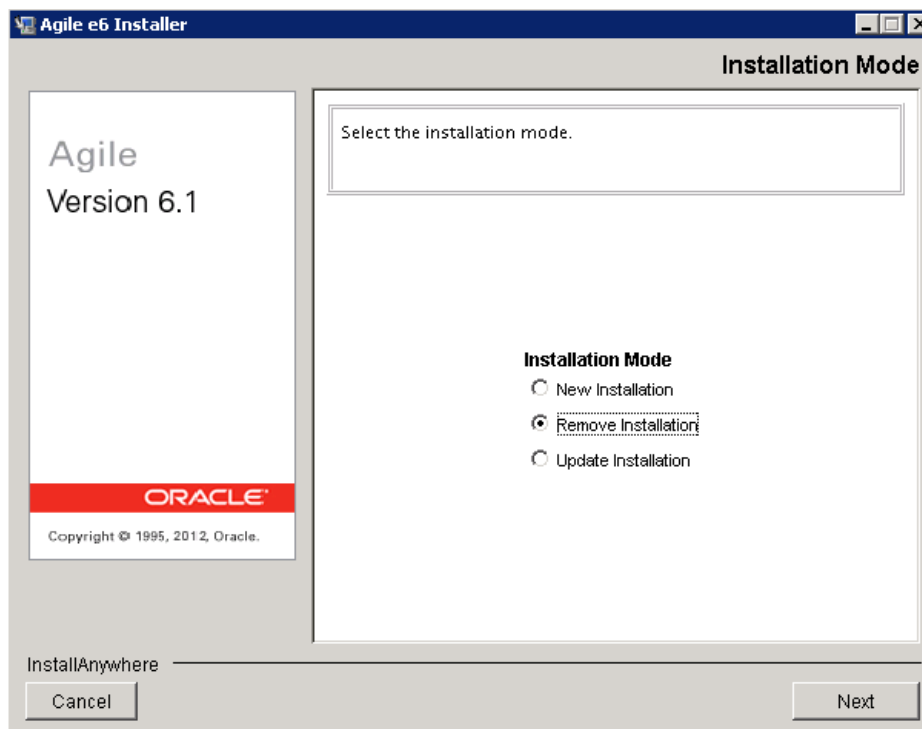 Agile e6 Installer
Installation Mode
Agile
Version 6.1
ORACLE
Copyright © 1995, 2012, Oracle.
Select the installation mode.
Installation Mode
New Installation
Remove Installation
Update Installation
InstallAnywhere
Cancel
Next